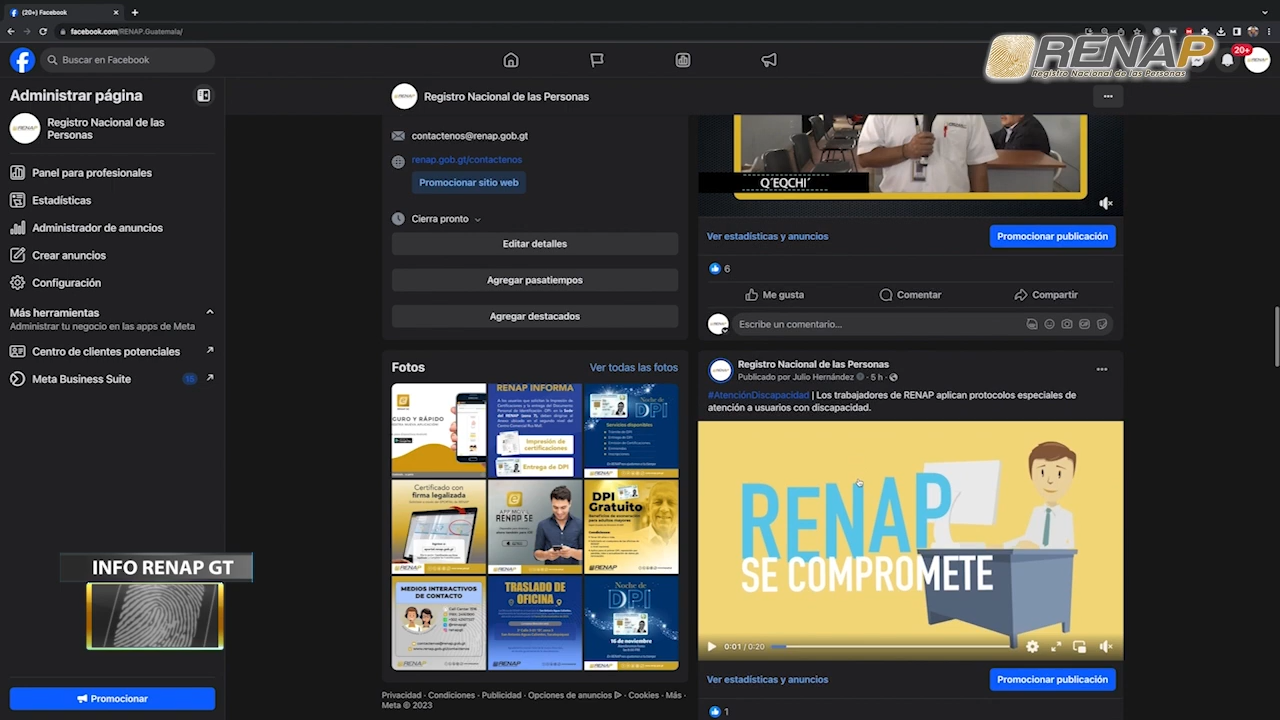 (20+) Facebook
facebook.com/RENAP.Guatemala/
Buscar en Facebook
RENAP
Registro Nacional de las Personas
20+
Administrar página
Registro Nacional de las
Personas
Panel para profesionales
Estadísticas
Administrador de anuncios
Crear anuncios
Configuración
Más herramientas
Administrar tu negocio en las apps de Meta
Centro de clientes potenciales
Meta Business Suite
15
INFO RENAP GT
Promocionar
Registro Nacional de las Personas
contactenos@renap.gob.gt
renap.gob.gt/contactenos
Promocionar sitio web
Cierra pronto
Editar detalles
Agregar pasatiempos
Agregar destacados
Fotos
Ver todas las fotos
GURO Y RÁPIDO
RENAP INFORMA
Impresión de
certificaciones
Entrega de DPI
Noche de
DPI
Servicios disponibles
Certificado con
firma legalizada
APP MÓVIL
RENAP SE
DPI
Gratuito
MEDIOS INTERACTIVOS
DE CONTACTO
TRASLADO DE
OFICINA
Noche de
DPI
16 de noviembre
Privacidad · Condiciones · Publicidad · Opciones de anuncios · Cookies · Más ·
Meta © 2023
Q´EQCHI´
Ver estadísticas y anuncios
Promocionar publicación
6
Me gusta
Comentar
Compartir
Escribe un comentario...
Registro Nacional de las Personas
Publicado por Julio Hernández · 5 h ·
#AtenciónDiscapacidad | Los trabajadores de RENAP aplican protocolos especiales de
atención a usuarios con discapacidad.
RENAP
SE COMPROMETE
0:01 / 0:20
Ver estadísticas y anuncios
Promocionar publicación
1